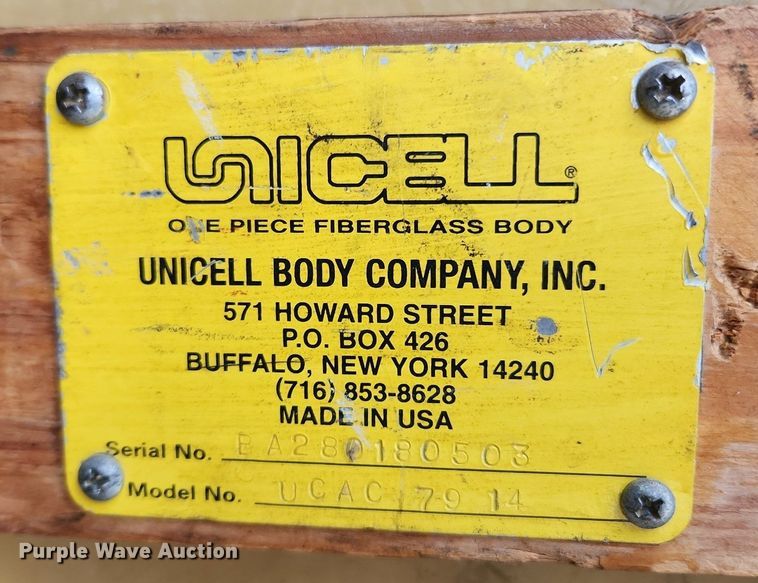 UNICELL®
ONE PIECE FIBERGLASS BODY
UNICELL BODY COMPANY, INC.
571 HOWARD STREET
P.O. BOX 426
BUFFALO, NEW YORK 14240
(716) 853-8628
MADE IN USA
Serial No. BA280180503
Model No. UCAC 79 14
Purple Wave Auction